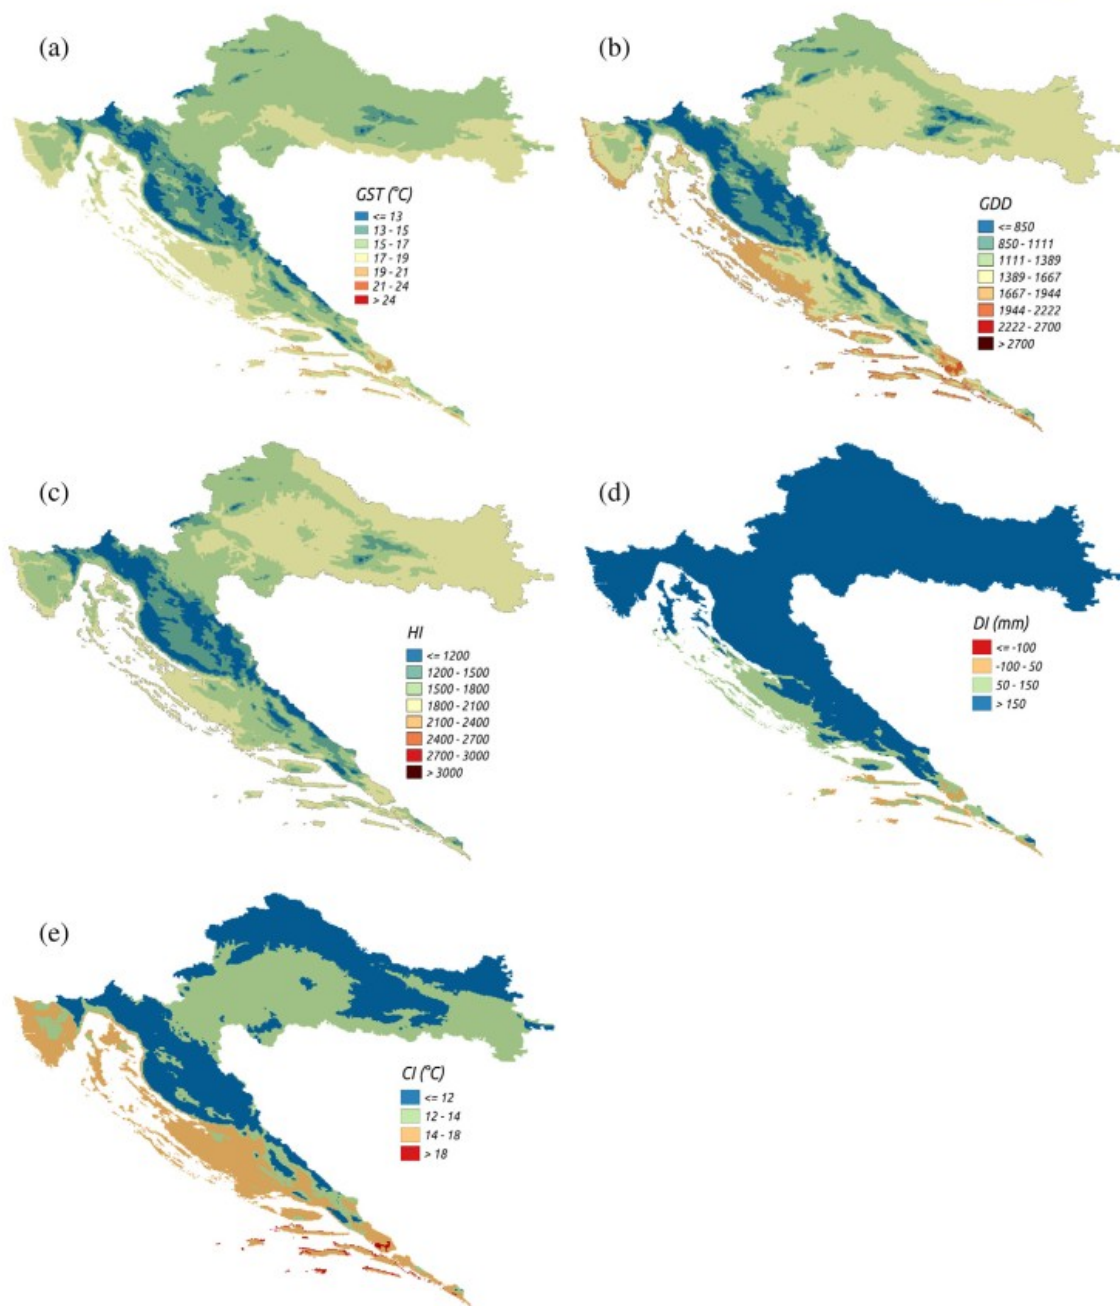 (a)
GST (°C)
<= 13
13 - 15
15 - 17
17 - 19
19 - 21
21 - 24
> 24
(b)
GDD
<= 850
850 - 1111
1111 - 1389
1389 - 1667
1667 - 1944
1944 - 2222
2222 - 2700
> 2700
(c)
HI
<= 1200
1200 - 1500
1500 - 1800
1800 - 2100
2100 - 2400
2400 - 2700
2700 - 3000
> 3000
(d)
DI (mm)
<= -100
-100 - 50
50 - 150
> 150
(e)
CI (°C)
<= 12
12 - 14
14 - 18
> 18